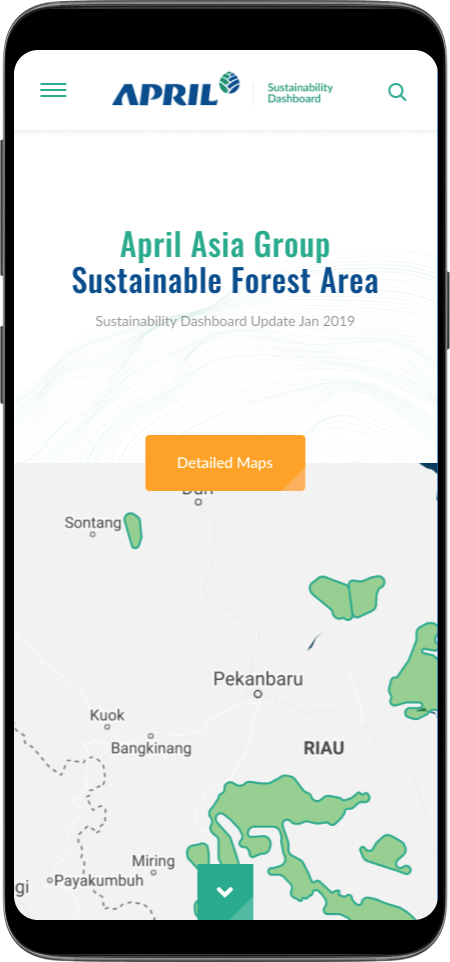 APRIL
Sustainability
Dashboard
April Asia Group
Sustainable Forest Area
Sustainability Dashboard Update Jan 2019
Detailed Maps
Sontang
Pekanbaru
Kuok
Bangkinang
RIAU
Miring
gi
Payakumbuh